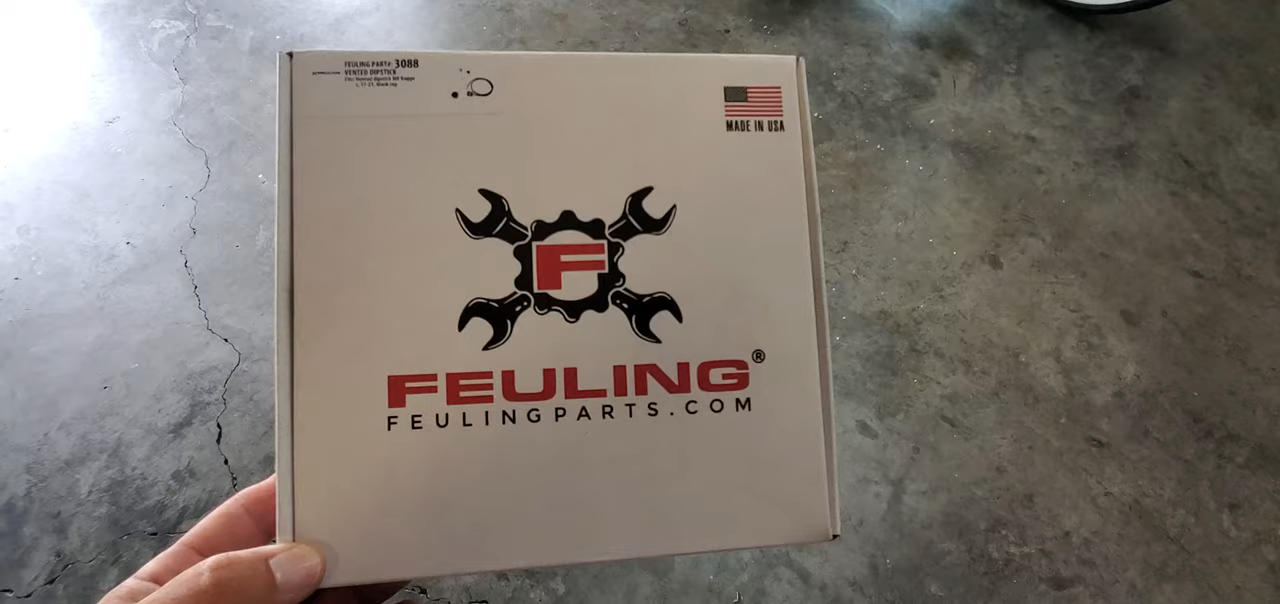 FEULING PART#: 3088
VENTED DIPSTICK
MADE IN USA
F
FEULING®
FEULINGPARTS.COM